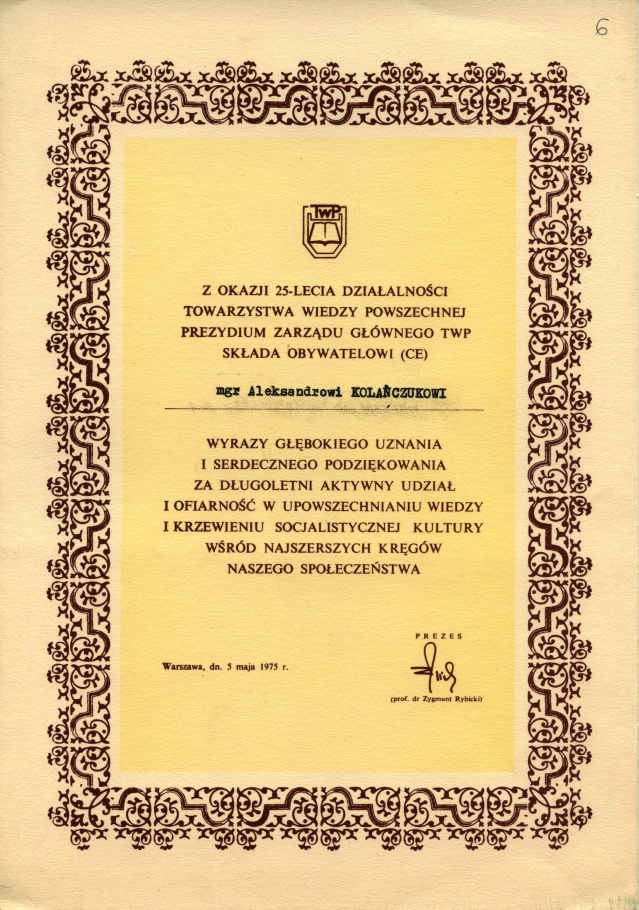 6
TWP
Z OKAZJI 25-LECIA DZIAŁALNOŚCI
TOWARZYSTWA WIEDZY POWSZECHNEJ
PREZYDIUM ZARZĄDU GŁÓWNEGO TWP
SKŁADA OBYWATELOWI (CE)
mgr Aleksandrowi KOLAŃCZUKOWI
WYRAZY GŁĘBOKIEGO UZNANIA
I SERDECZNEGO PODZIĘKOWANIA
ZA DŁUGOLETNI AKTYWNY UDZIAŁ
I OFIARNOŚĆ W UPOWSZECHNIANIU WIEDZY
I KRZEWIENIU SOCJALISTYCZNEJ KULTURY
WŚRÓD NAJSZERSZYCH KRĘGÓW
NASZEGO SPOŁECZEŃSTWA
PREZES
Warszawa, dn. 5 maja 1975 r.
(prof. dr Zygmunt Rybicki)